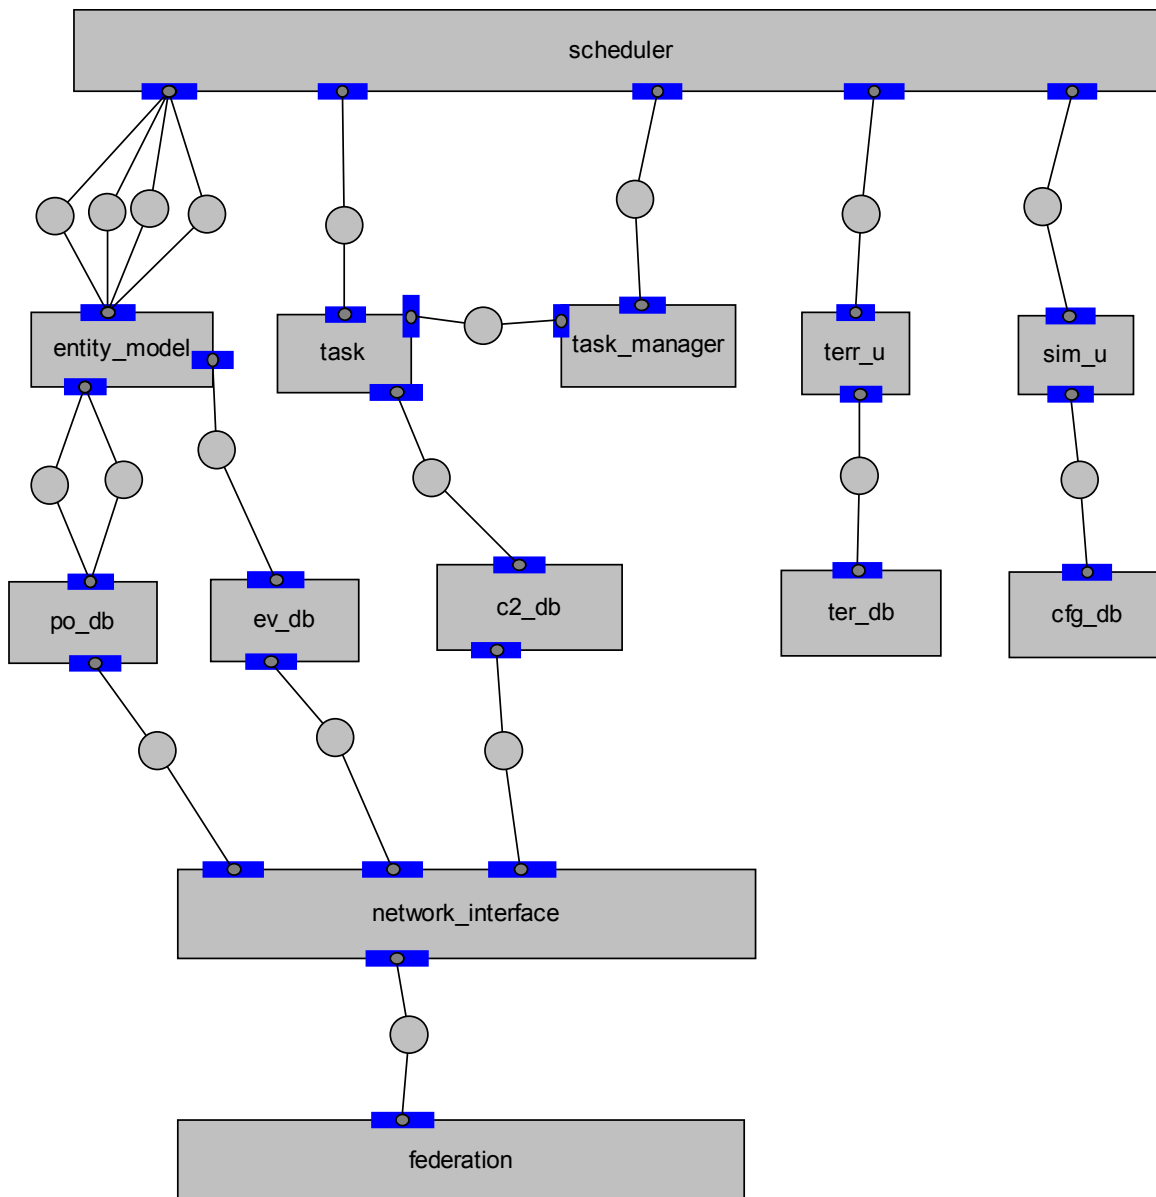 scheduler
entity_model
task
task_manager
terr_u
sim_u
po_db
ev_db
c2_db
ter_db
cfg_db
network_interface
federation